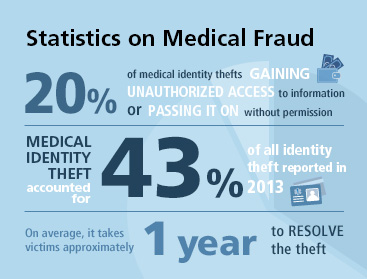 Statistics on Medical Fraud
20% of medical identity thefts GAINING
UNAUTHORIZED ACCESS to information
or PASSING IT ON without permission
MEDICAL
IDENTITY
THEFT
accounted
for
43%
of all identity
theft reported in
2013
On average, it takes
victims approximately
1 year
to RESOLVE
the theft